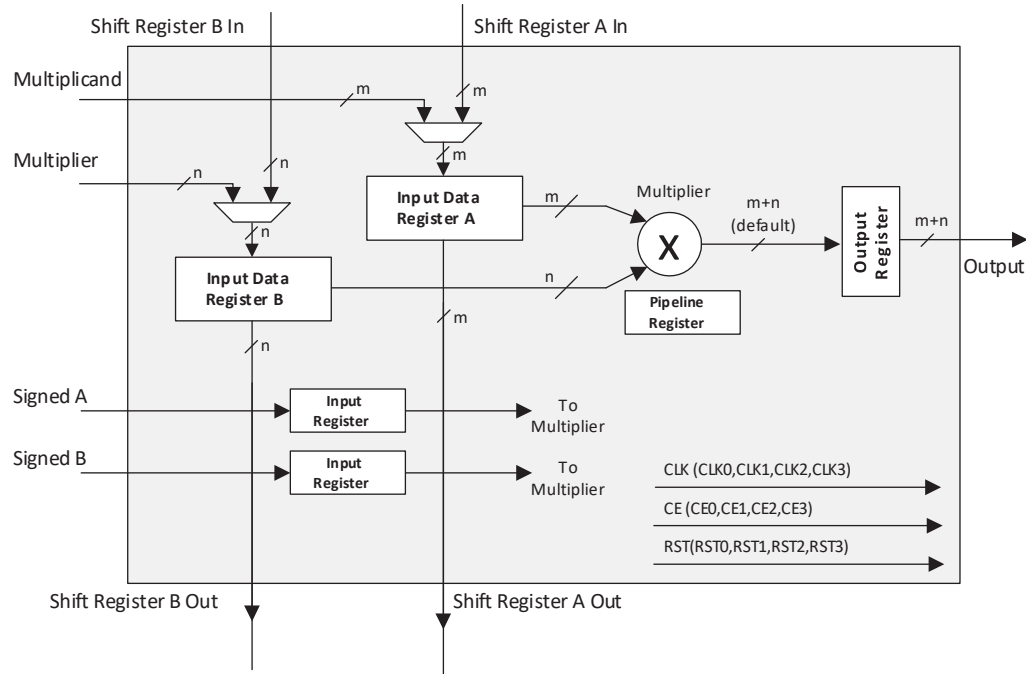 Shift Register B In
Shift Register A In
Multiplicand
m
m
Multiplier
n
n
m
Input Data
Register A
m
Multiplier
X
m+n
(default)
Output
Register
m+n
Output
n
Input Data
Register B
n
Pipeline
Register
m
n
Signed A
Input
Register
To
Multiplier
Signed B
Input
Register
To
Multiplier
CLK (CLK0,CLK1,CLK2,CLK3)
CE (CE0,CE1,CE2,CE3)
RST(RST0,RST1,RST2,RST3)
Shift Register B Out
Shift Register A Out